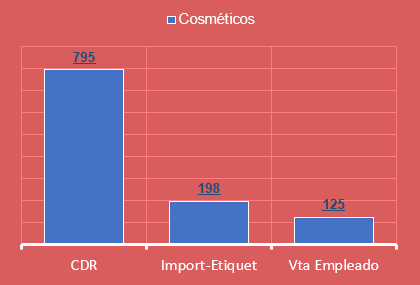 Cosméticos
795
198
125
CDR
Import-Etiquet
Vta Empleado